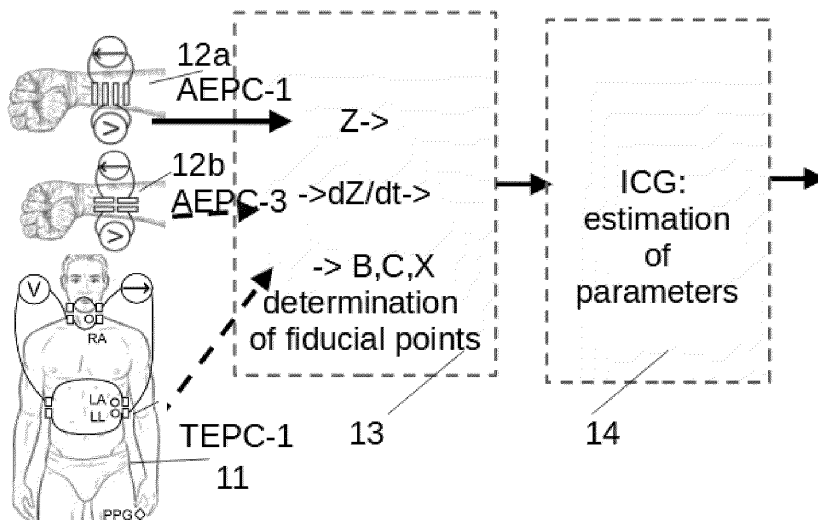 12a
AEPC-1
V
12b
AEPC-3
V
V
RA
LA
LL
TEPC-1
11
PPG
Z->
->dZ/dt->
-> B,C,X
determination
of fiducial points
13
ICG:
estimation
of
parameters
14